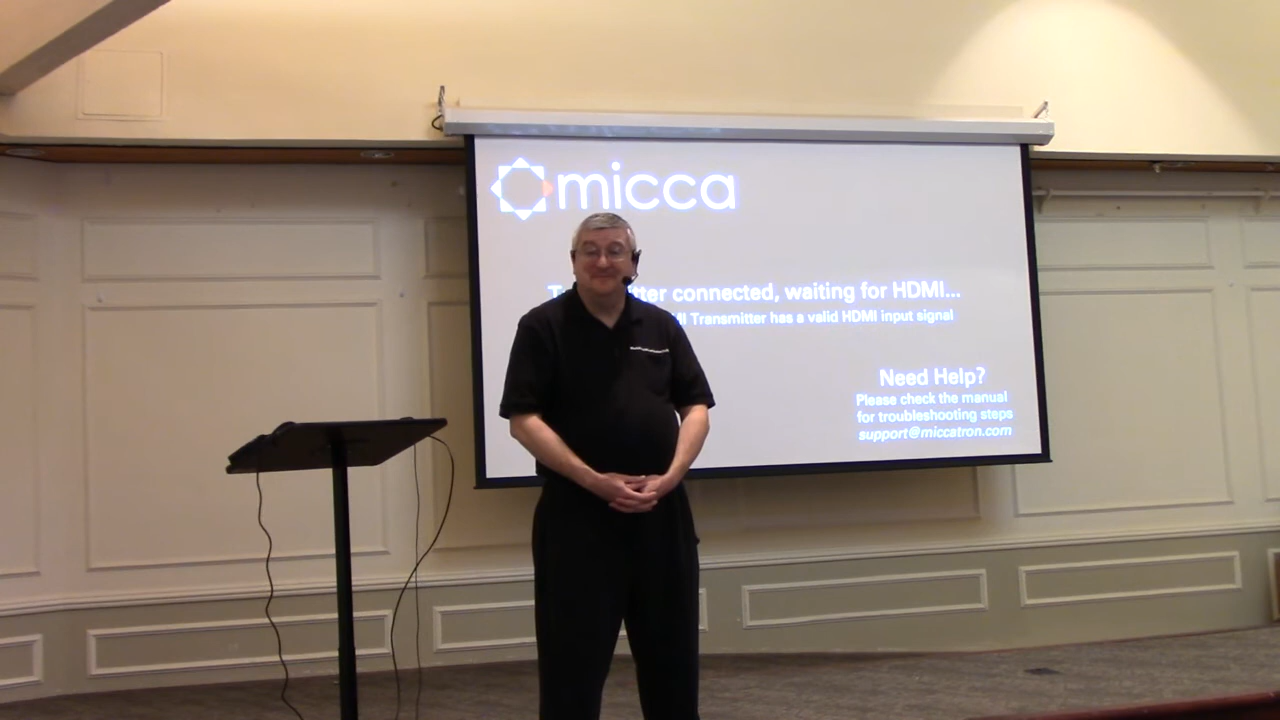 micca
Transmitter connected, waiting for HDMI...
Transmitter has a valid HDMI input signal
Need Help?
Please check the manual
for troubleshooting steps
support@miccatron.com